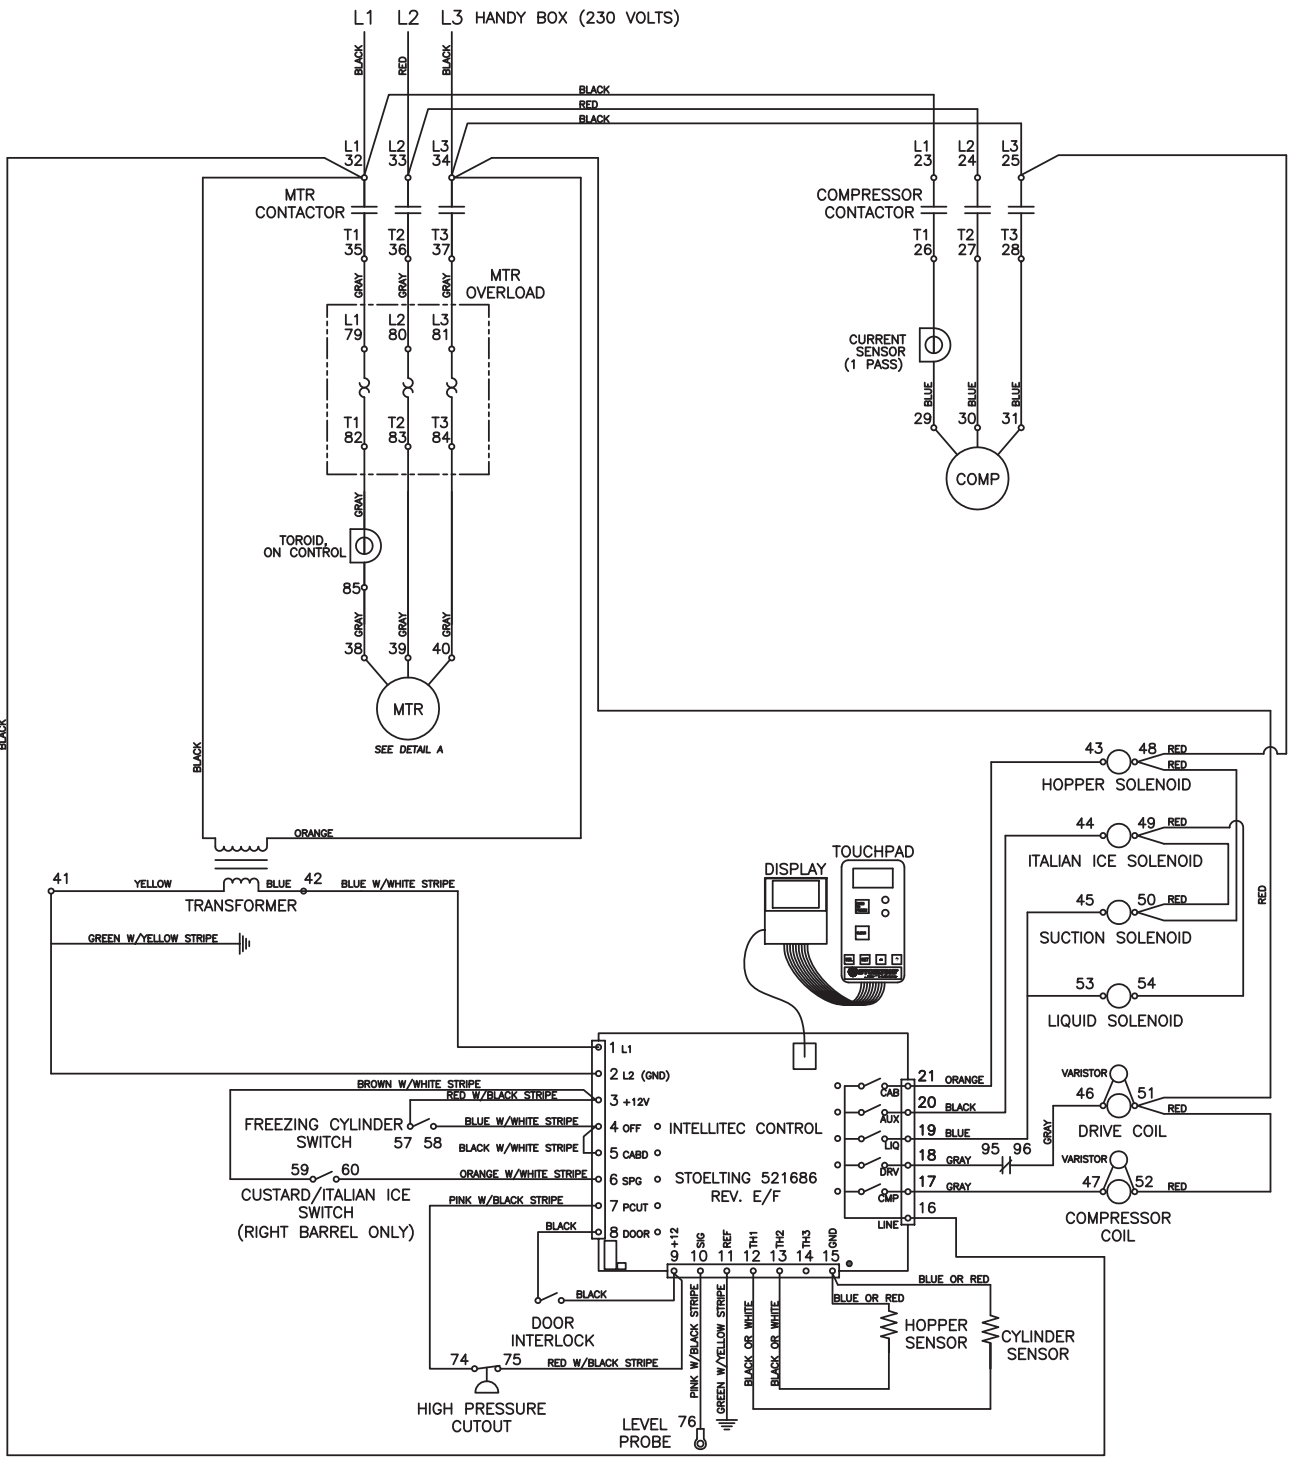 L1 L2 L3 HANDY BOX (230 VOLTS)
BLACK
RED
BLACK
BLACK
RED
BLACK
L1
32
L2
33
L3
34
MTR
CONTACTOR
T1
35
T2
36
T3
37
GRAY
GRAY
GRAY
MTR
OVERLOAD
L1
79
L2
80
L3
81
T1
82
T2
83
T3
84
GRAY
TOROID,
ON CONTROL
85
GRAY
GRAY
GRAY
38
39
40
MTR
SEE DETAIL A
L1
23
L2
24
L3
25
COMPRESSOR
CONTACTOR
T1
26
T2
27
T3
28
CURRENT
SENSOR
(1 PASS)
BLUE
BLUE
BLUE
29
30
31
COMP
BLACK
BLACK
ORANGE
41
YELLOW
BLUE
42
BLUE W/WHITE STRIPE
TRANSFORMER
GREEN W/YELLOW STRIPE
DISPLAY
TOUCHPAD
43
48
RED
RED
HOPPER SOLENOID
44
49
RED
ITALIAN ICE SOLENOID
45
50
RED
SUCTION SOLENOID
RED
53
54
LIQUID SOLENOID
VARISTOR
46
51
RED
DRIVE COIL
GRAY
95
96
VARISTOR
47
52
RED
COMPRESSOR
COIL
1 L1
2 L2 (GND)
BROWN W/WHITE STRIPE
RED W/BLACK STRIPE
3 +12V
FREEZING CYLINDER
SWITCH
57
58
BLUE W/WHITE STRIPE
4 OFF
BLACK W/WHITE STRIPE
5 CABD
59
60
ORANGE W/WHITE STRIPE
6 SPG
CUSTARD/ITALIAN ICE
SWITCH
(RIGHT BARREL ONLY)
PINK W/BLACK STRIPE
7 PCUT
BLACK
8 DOOR
INTELLITEC CONTROL
STOELTING 521686
REV. E/F
CAB
21
ORANGE
AUX
20
BLACK
LIQ
19
BLUE
DRV
18
GRAY
CMP
17
GRAY
LINE
16
+12
9
SIG
10
REF
11
TH1
12
TH2
13
TH3
14
GND
15
BLACK
DOOR
INTERLOCK
74
75
RED W/BLACK STRIPE
HIGH PRESSURE
CUTOUT
PINK W/BLACK STRIPE
GREEN W/YELLOW STRIPE
BLACK OR WHITE
BLACK OR WHITE
BLUE OR RED
BLUE OR RED
HOPPER
SENSOR
CYLINDER
SENSOR
LEVEL
PROBE
76